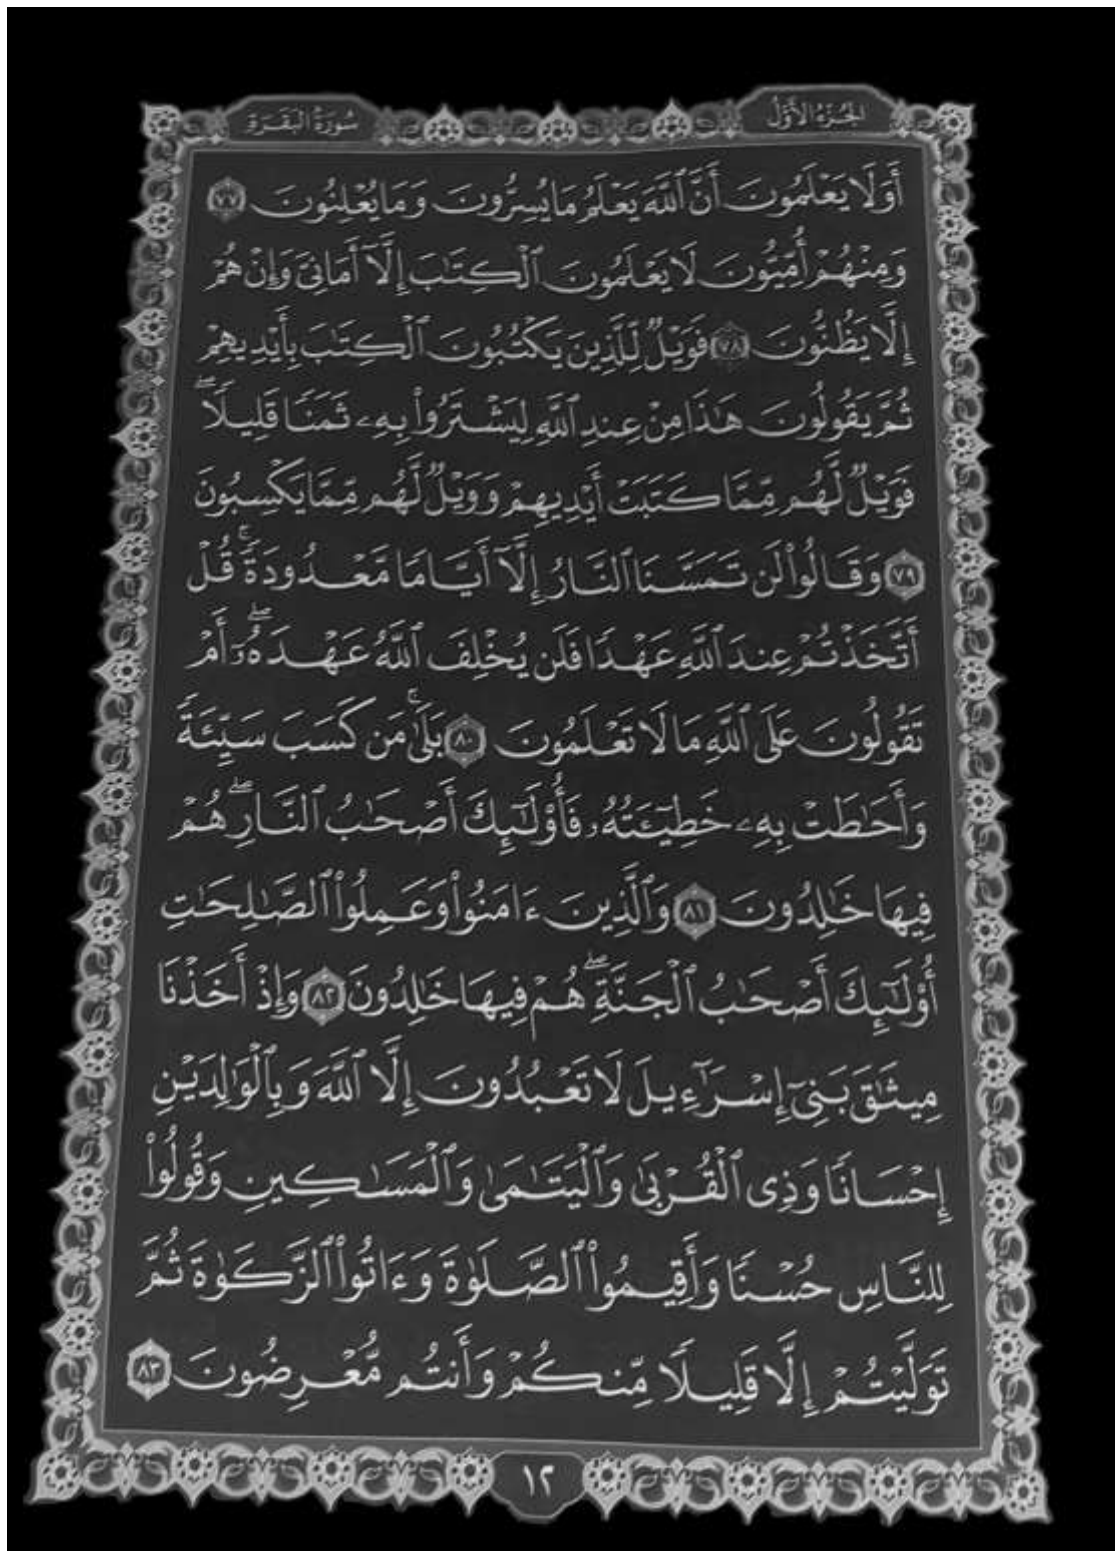 الجزء الأول
سورة البقرة
أَوَلَا يَعْلَمُونَ أَنَّ ٱللَّهَ يَعْلَمُ مَا يُسِرُّونَ وَمَا يُعْلِنُونَ ٧٧
وَمِنْهُمْ أُمِّيُّونَ لَا يَعْلَمُونَ ٱلْكِتَٰبَ إِلَّآ أَمَانِىَّ وَإِنْ هُمْ
إِلَّا يَظُنُّونَ ٧٨ فَوَيْلٌ لِّلَّذِينَ يَكْتُبُونَ ٱلْكِتَٰبَ بِأَيْدِيهِمْ
ثُمَّ يَقُولُونَ هَٰذَا مِنْ عِندِ ٱللَّهِ لِيَشْتَرُوا۟ بِهِۦ ثَمَنًا قَلِيلًا ۖ
فَوَيْلٌ لَّهُم مِّمَّا كَتَبَتْ أَيْدِيهِمْ وَوَيْلٌ لَّهُم مِّمَّا يَكْسِبُونَ
٧٩ وَقَالُوا۟ لَن تَمَسَّنَا ٱلنَّارُ إِلَّآ أَيَّامًا مَّعْدُودَةً ۚ قُلْ
أَتَّخَذْتُمْ عِندَ ٱللَّهِ عَهْدًا فَلَن يُخْلِفَ ٱللَّهُ عَهْدَهُۥٓ ۖ أَمْ
تَقُولُونَ عَلَى ٱللَّهِ مَا لَا تَعْلَمُونَ ٨٠ بَلَىٰ ۚ مَن كَسَبَ سَيِّئَةً
وَأَحَٰطَتْ بِهِۦ خَطِيٓـَٔتُهُۥ فَأُو۟لَٰٓئِكَ أَصْحَٰبُ ٱلنَّارِ ۖ هُمْ
فِيهَا خَٰلِدُونَ ٨١ وَٱلَّذِينَ ءَامَنُوا۟ وَعَمِلُوا۟ ٱلصَّٰلِحَٰتِ
أُو۟لَٰٓئِكَ أَصْحَٰبُ ٱلْجَنَّةِ ۖ هُمْ فِيهَا خَٰلِدُونَ ٨٢ وَإِذْ أَخَذْنَا
مِيثَٰقَ بَنِىٓ إِسْرَٰٓءِيلَ لَا تَعْبُدُونَ إِلَّا ٱللَّهَ وَبِٱلْوَٰلِدَيْنِ
إِحْسَانًا وَذِى ٱلْقُرْبَىٰ وَٱلْيَتَٰمَىٰ وَٱلْمَسَٰكِينِ وَقُولُوا۟
لِلنَّاسِ حُسْنًا وَأَقِيمُوا۟ ٱلصَّلَوٰةَ وَءَاتُوا۟ ٱلزَّكَوٰةَ ثُمَّ
تَوَلَّيْتُمْ إِلَّا قَلِيلًا مِّنكُمْ وَأَنتُم مُّعْرِضُونَ ٨٣
١٢